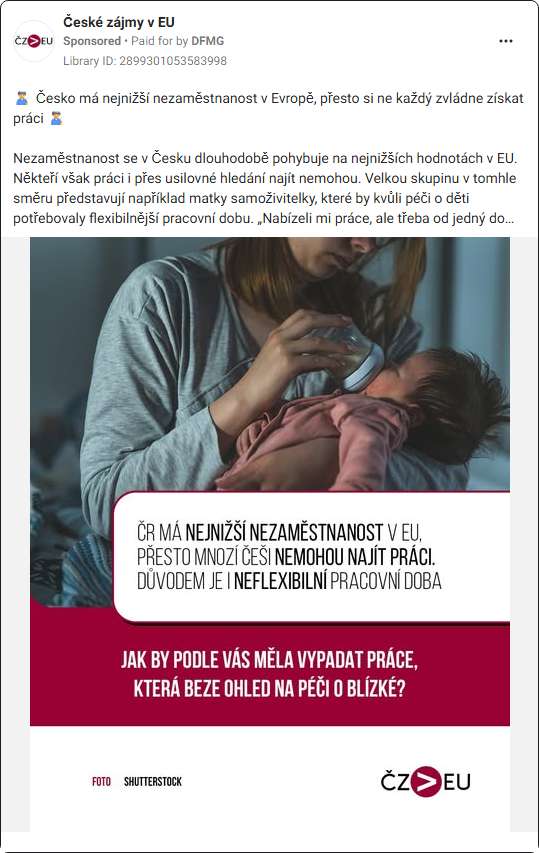 České zájmy v EU
Sponsored • Paid for by DFMG
Library ID: 2899301053583998
Česko má nejnižší nezaměstnanost v Evropě, přesto si ne každý zvládne získat
práci
Nezaměstnanost se v Česku dlouhodobě pohybuje na nejnižších hodnotách v EU.
Někteří však práci i přes usilovné hledání najít nemohou. Velkou skupinu v tomhle
směru představují například matky samoživitelky, které by kvůli péči o děti
potřebovaly flexibilnější pracovní dobu. „Nabízeli mi práce, ale třeba od jedný do...
ČR MÁ NEJNIŽŠÍ NEZAMĚSTNANOST V EU,
PŘESTO MNOZÍ ČEŠI NEMOHOU NAJÍT PRÁCI.
DŮVODEM JE I NEFLEXIBILNÍ PRACOVNÍ DOBA
JAK BY PODLE VÁS MĚLA VYPADAT PRÁCE,
KTERÁ BEZE OHLED NA PÉČI O BLÍZKÉ?
FOTO SHUTTERSTOCK
ČZ>EU